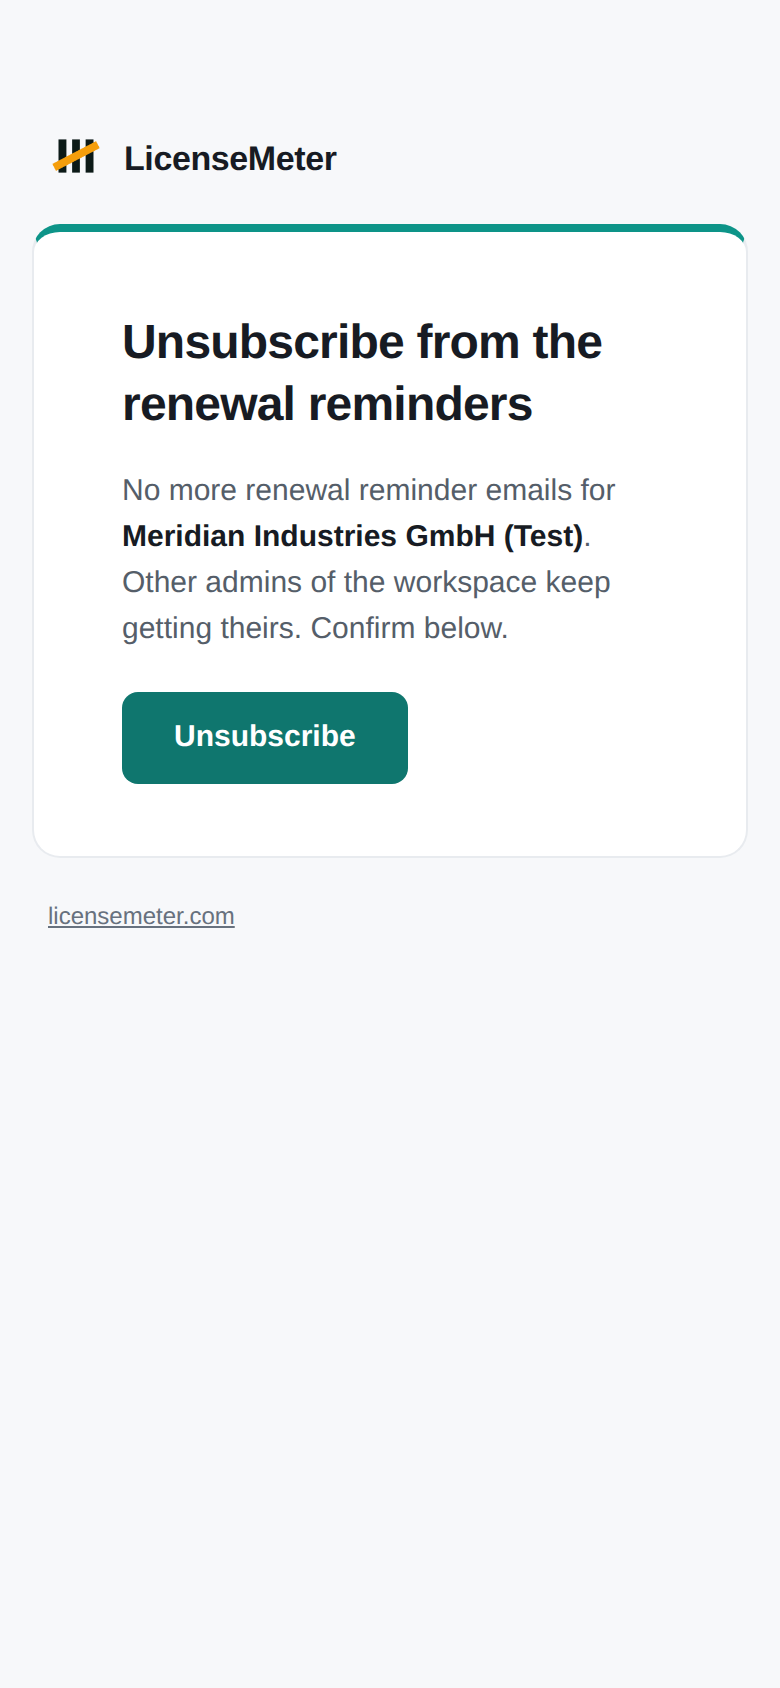 LicenseMeter
Unsubscribe from the
renewal reminders
No more renewal reminder emails for
Meridian Industries GmbH (Test).
Other admins of the workspace keep
getting theirs. Confirm below.
Unsubscribe
licensemeter.com